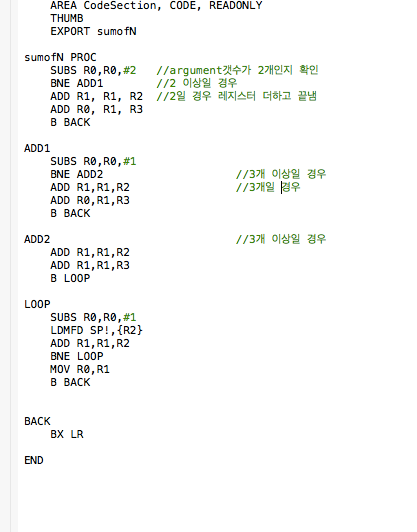 AREA CodeSection, CODE, READONLY
THUMB
EXPORT sumofN
sumofN PROC
SUBS R0,R0,#2 //argument갯수가 2개인지 확인
BNE ADD1 //2 이상일 경우
ADD R1, R1, R2 //2일 경우 레지스터 더하고 끝냄
ADD R0, R1, R3
B BACK
ADD1
SUBS R0,R0,#1
BNE ADD2 //3개 이상일 경우
ADD R1,R1,R2 //3개일 경우
ADD R0,R1,R3
B BACK
ADD2 //3개 이상일 경우
ADD R1,R1,R2
ADD R1,R1,R3
B LOOP
LOOP
SUBS R0,R0,#1
LDMFD SP!,{R2}
ADD R1,R1,R2
BNE LOOP
MOV R0,R1
B BACK
BACK
BX LR
END